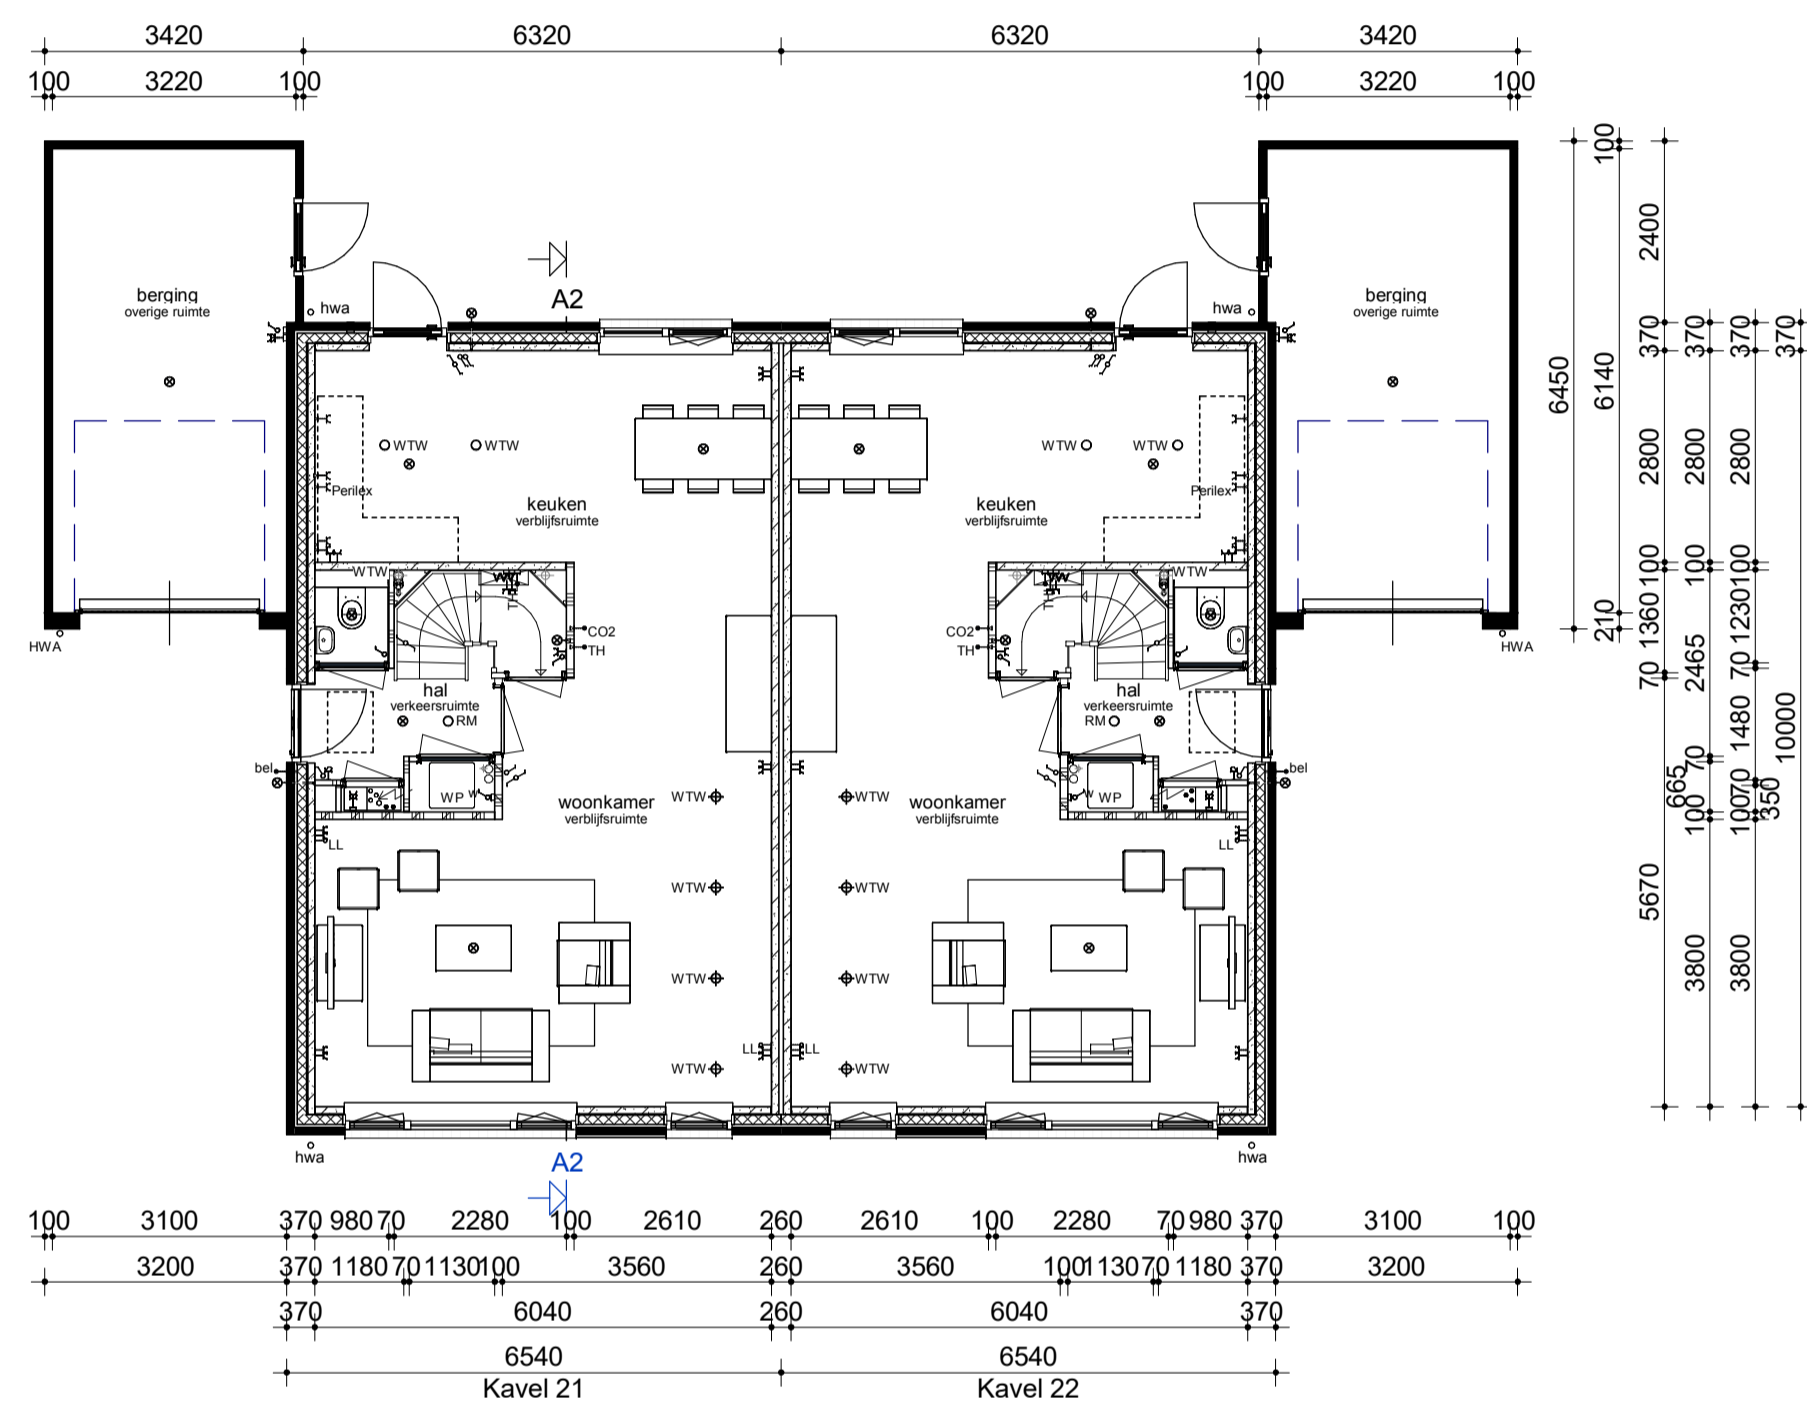 3420 6320 6320 3420
100 3220 100 100 3220 100
berging
overige ruimte
berging
overige ruimte
A2
hwa
hwa
WTW WTW
WTW WTW
Perilex
Perilex
keuken
verblijfsruimte
keuken
verblijfsruimte
WTW
WTW
TH
TH
CO2
TH
CO2
TH
HWA
HWA
hal
verkeersruimte
RM
hal
verkeersruimte
RM
bel
bel
WP
W
W
WP
woonkamer
verblijfsruimte
woonkamer
verblijfsruimte
WTW WTW
LL
LL
WTW WTW
WTW WTW
LL LL
WTW WTW
hwa
hwa
A2
6450
100
6140
210
2400
370
2800
100
1360
70
5670
370
2800
100
2465
70
665
100
3800
370
2800
100
1230
70
1480
70
100
350
3800
370
10000
100 3100 370 980 70 2280 100 2610 260 2610 100 2280 70 980 370 3100 100
3200 370 1180 70 1130 100 3560 260 3560 100 1130 70 1180 370 3200
370 6040 260 6040 370
6540 6540
Kavel 21 Kavel 22